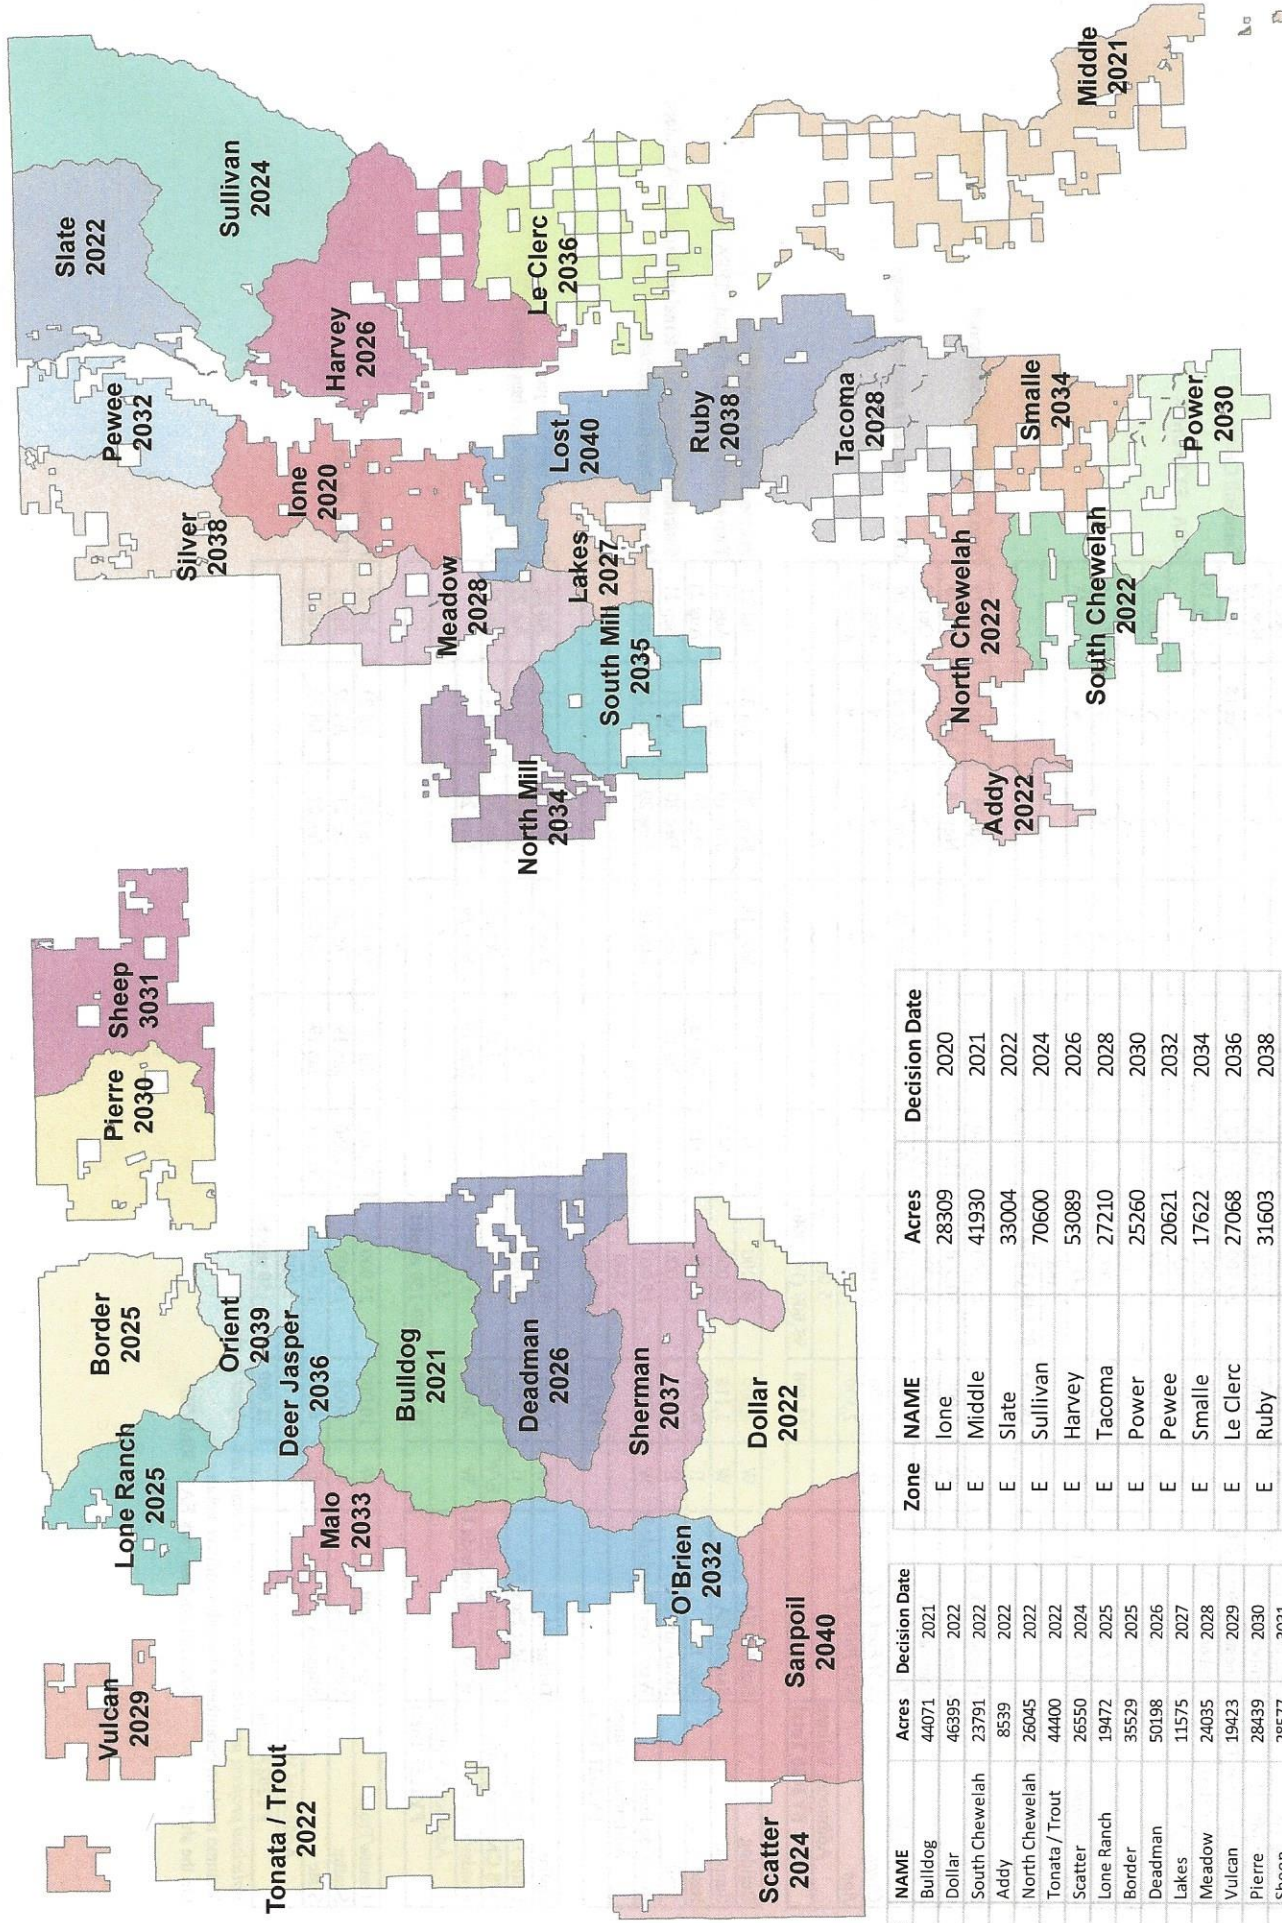 Slate
2022
Sullivan
2024
Pewee
2032
Harvey
2026
Silver
2038
Ione
2020
Le Clerc
2036
Meadow
2028
Lost
2040
Lakes
2027
Ruby
2038
Middle
2021
North Mill
2034
South Mill
2035
Tacoma
2028
Smalle
2034
North Chewelah
2022
Addy
2022
South Chewelah
2022
Power
2030
Sheep
3031
Pierre
2030
Border
2025
Lone Ranch
2025
Orient
2039
Deer Jasper
2036
Vulcan
2029
Malo
2033
Bulldog
2021
Tonata / Trout
2022
Deadman
2026
Sherman
2037
O'Brien
2032
Dollar
2022
Sanpoil
2040
Scatter
2024
NAME Acres Decision Date
Bulldog 44071 2021
Dollar 46395 2022
South Chewelah 23791 2022
Addy 8539 2022
North Chewelah 26045 2022
Tonata / Trout 44400 2022
Scatter 26550 2024
Lone Ranch 19472 2025
Border 35529 2025
Deadman 50198 2026
Lakes 11575 2027
Meadow 24035 2028
Vulcan 19423 2029
Pierre 28439 2030
Zone NAME Acres Decision Date
E Ione 28309 2020
E Middle 41930 2021
E Slate 33004 2022
E Sullivan 70600 2024
E Harvey 53089 2026
E Tacoma 27210 2028
E Power 25260 2030
E Pewee 20621 2032
E Smalle 17622 2034
E Le Clerc 27068 2036
E Ruby 31603 2038